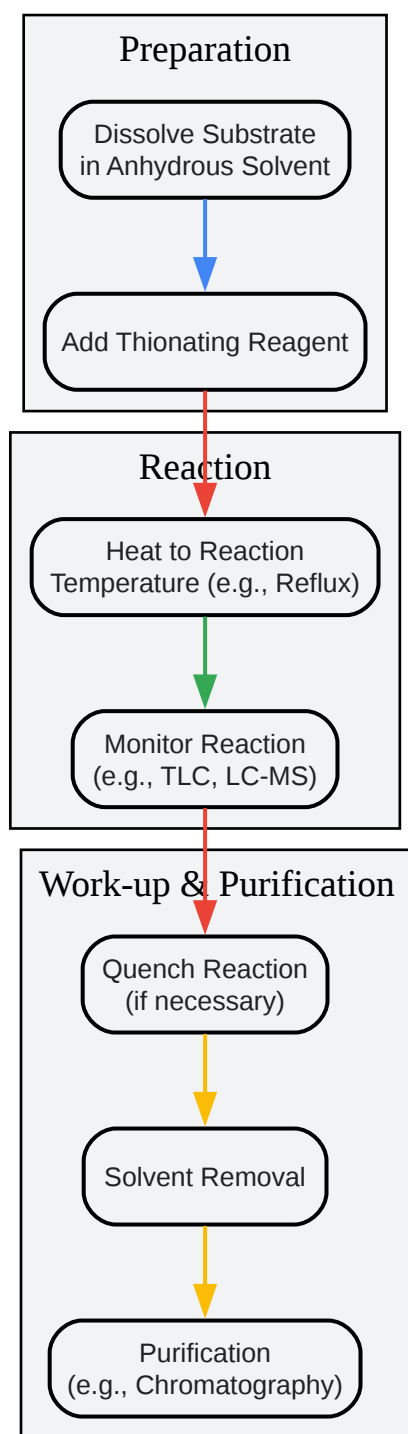 Preparation
Dissolve Substrate
in Anhydrous Solvent
Add Thionating Reagent
Reaction
Heat to Reaction
Temperature (e.g., Reflux)
Monitor Reaction
(e.g., TLC, LC-MS)
Work-up & Purification
Quench Reaction
(if necessary)
Solvent Removal
Purification
(e.g., Chromatography)